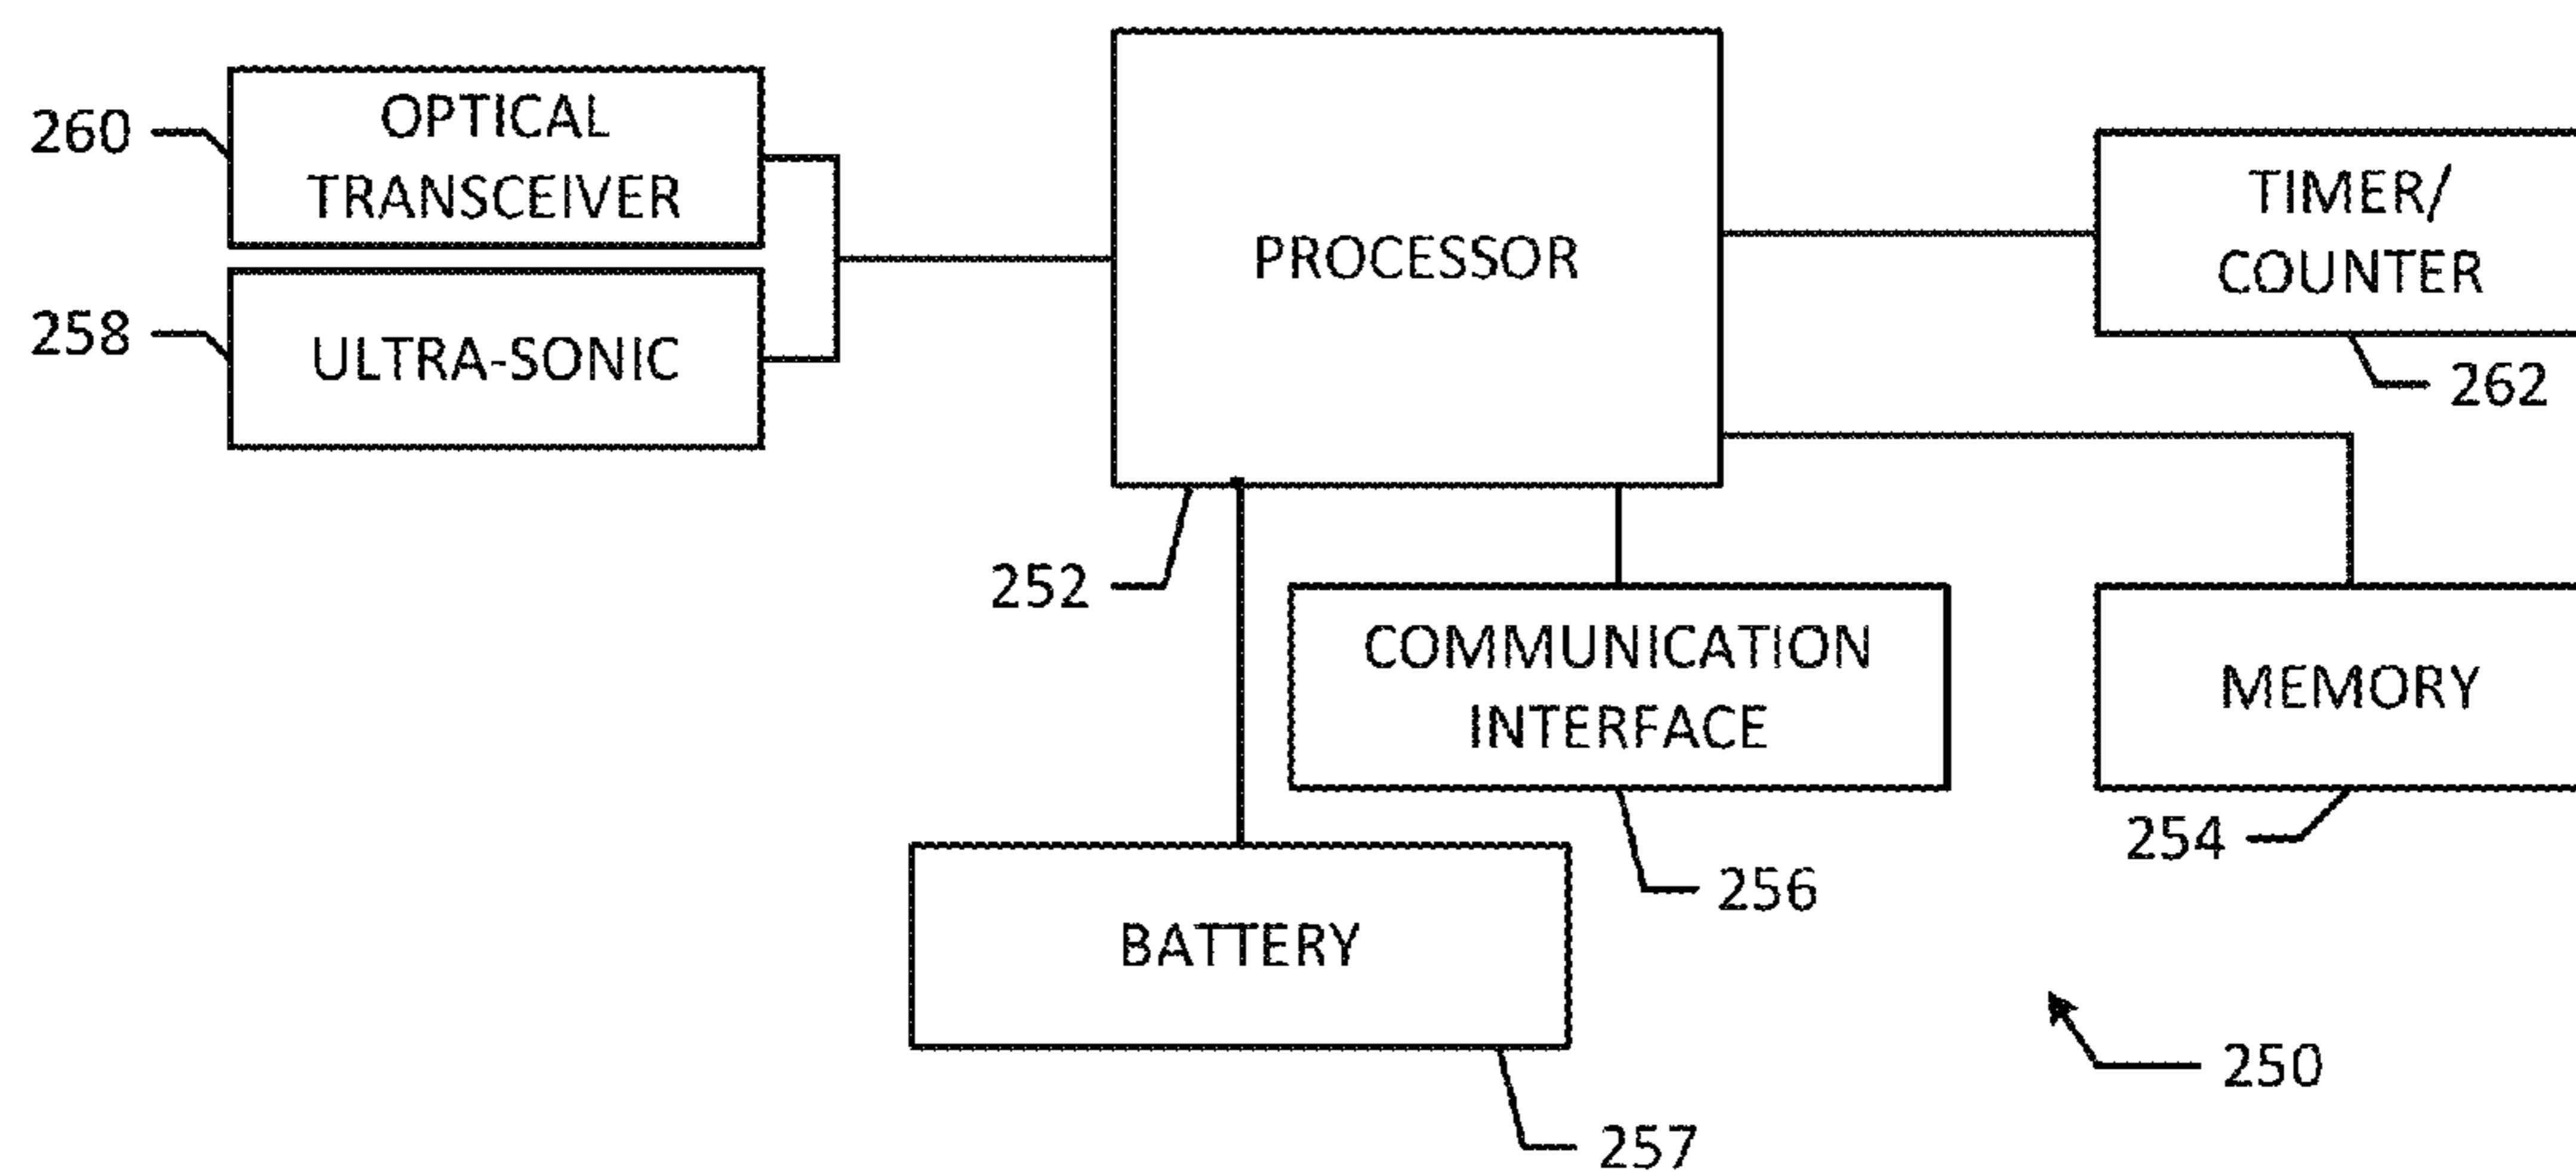 260
OPTICAL
TRANSCEIVER
258
ULTRA-SONIC
PROCESSOR
252
TIMER/
COUNTER
262
COMMUNICATION
INTERFACE
256
MEMORY
254
BATTERY
257
250